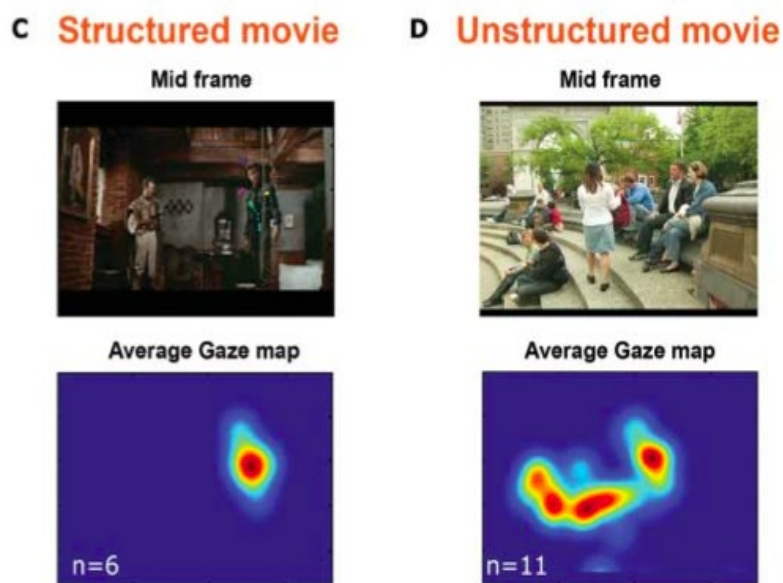 C Structured movie
Mid frame
Average Gaze map
n=6
D Unstructured movie
Mid frame
Average Gaze map
n=11